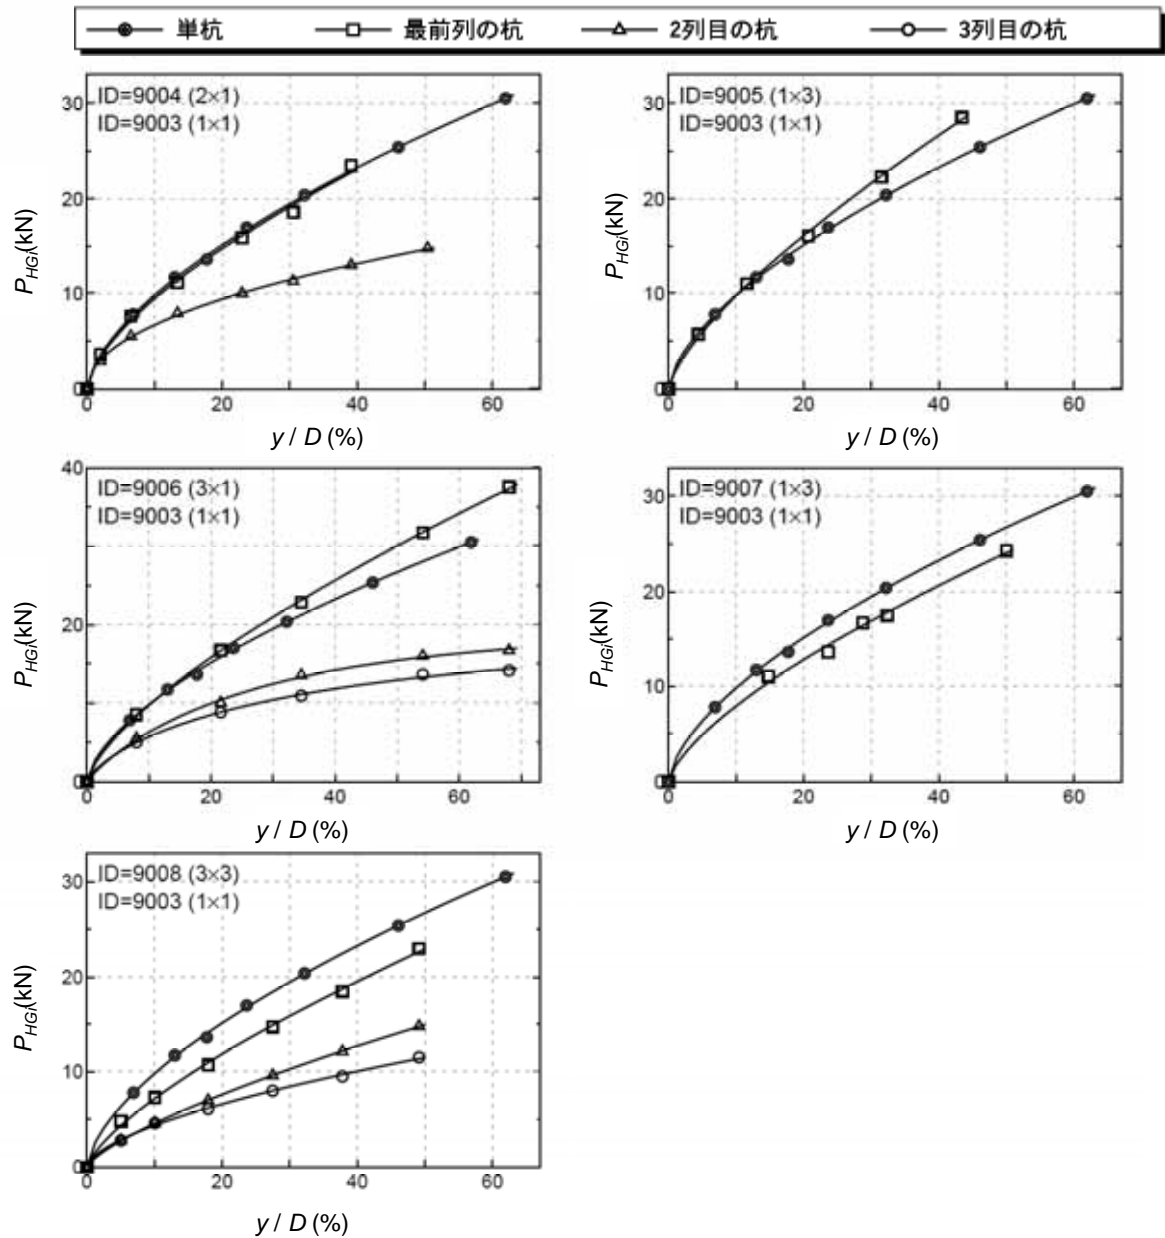 単杭 最前列の杭 2列目の杭 3列目の杭
ID=9004 (2×1)
ID=9003 (1×1)
30
20
10
0
0 20 40 60
P_HGi(kN)
y / D (%)
ID=9005 (1×3)
ID=9003 (1×1)
30
20
10
0
0 20 40 60
P_HGi(kN)
y / D (%)
ID=9006 (3×1)
ID=9003 (1×1)
40
20
0
0 20 40 60
P_HGi(kN)
y / D (%)
ID=9007 (1×3)
ID=9003 (1×1)
30
20
10
0
0 20 40 60
P_HGi(kN)
y / D (%)
ID=9008 (3×3)
ID=9003 (1×1)
30
20
10
0
0 20 40 60
P_HGi(kN)
y / D (%)